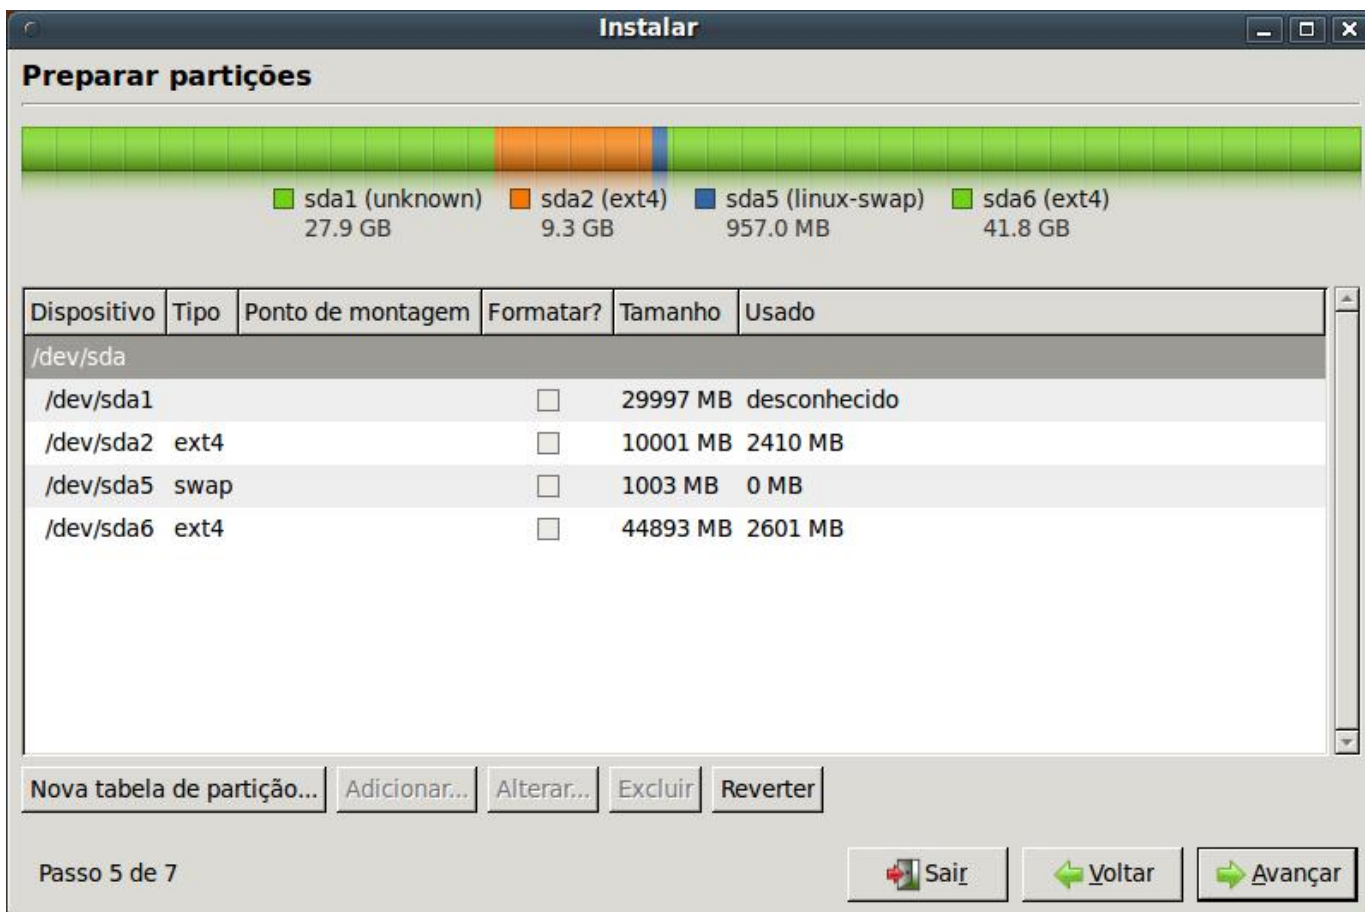 Instalar
Preparar partições
sda1 (unknown) sda2 (ext4) sda5 (linux-swap) sda6 (ext4)
27.9 GB 9.3 GB 957.0 MB 41.8 GB
Dispositivo Tipo Ponto de montagem Formatar? Tamanho Usado
/dev/sda
/dev/sda1 29997 MB desconhecido
/dev/sda2 ext4 10001 MB 2410 MB
/dev/sda5 swap 1003 MB 0 MB
/dev/sda6 ext4 44893 MB 2601 MB
Nova tabela de partição... Adicionar... Alterar... Excluir Reverter
Passo 5 de 7 Sair Voltar Avançar